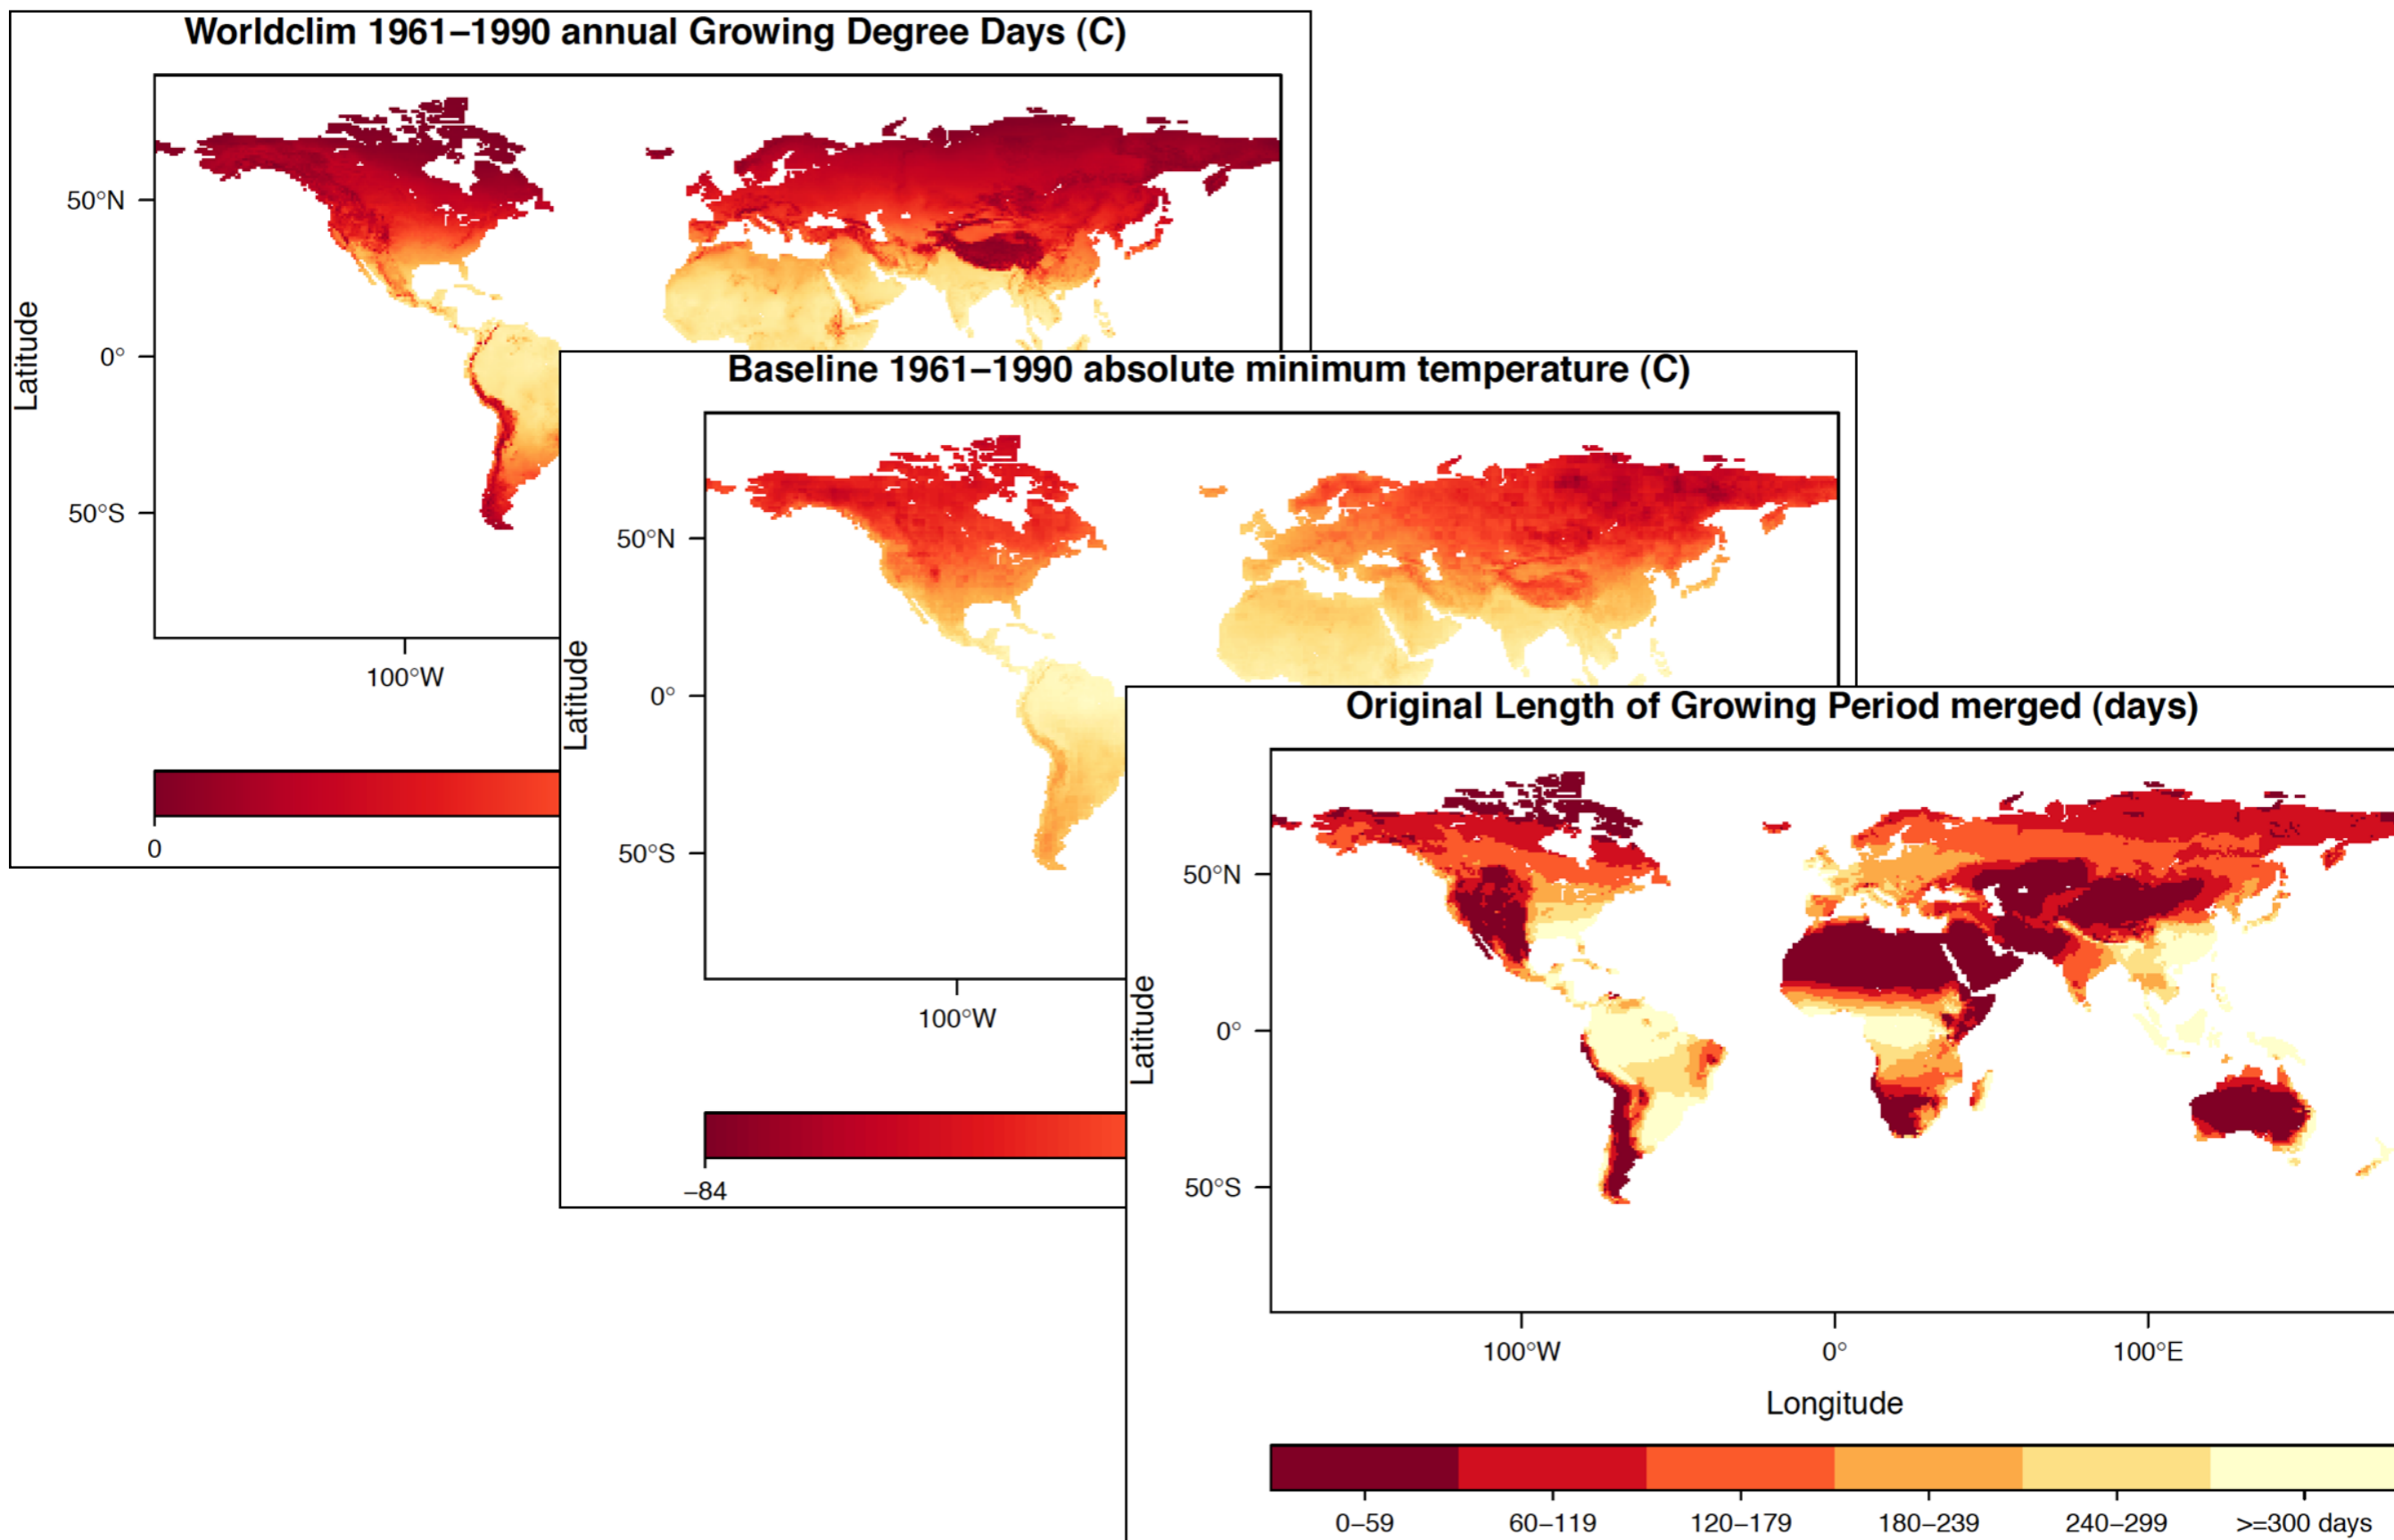 Worldclim 1961–1990 annual Growing Degree Days (C)
Latitude
50°N
0°
50°S
100°W
0
Baseline 1961–1990 absolute minimum temperature (C)
Latitude
50°N
0°
50°S
100°W
−84
Original Length of Growing Period merged (days)
Latitude
50°N
0°
50°S
100°W 0° 100°E
Longitude
0–59 60–119 120–179 180–239 240–299 >=300 days